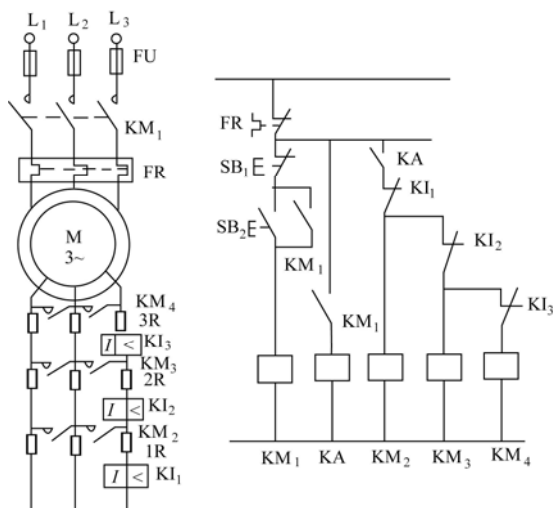 L1 L2 L3
FU
KM1
FR
M
3~
KM4
3R
I < KI3
KM3
2R
I < KI2
KM2
1R
I < KI1
FR
KA
SB1
KI1
SB2
KI2
KM1
KI3
KM1
KM1 KA KM2 KM3 KM4